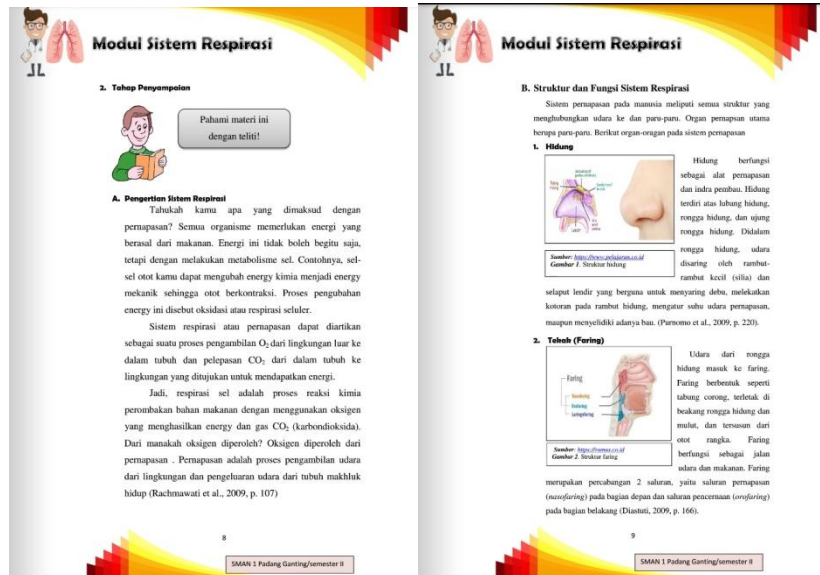 Modul Sistem Respirasi
2. Tahap Penyampaian
Pahami materi ini
dengan teliti!
A. Pengertian Sistem Respirasi
Tahukah kamu apa yang dimaksud dengan
pernapasan? Semua organisme memerlukan energi yang
berasal dari makanan. Energi ini tidak boleh begitu saja,
tetapi dengan melakukan metabolisme sel. Contohnya, sel-
sel otot kamu dapat mengubah energy kimia menjadi energy
mekanik sehingga otot berkontraksi. Proses pengubahan
energy ini disebut oksidasi atau respirasi seluler.
Sistem respirasi atau pernapasan dapat diartikan
sebagai suatu proses pengambilan O₂ dari lingkungan luar ke
dalam tubuh dan pelepasan CO₂ dari dalam tubuh ke
lingkungan yang ditujukan untuk mendapatkan energi.
Jadi, respirasi sel adalah proses reaksi kimia
perombakan bahan makanan dengan menggunakan oksigen
yang menghasilkan energy dan gas CO₂ (karbondioksida).
Dari manakah oksigen diperoleh? Oksigen diperoleh dari
pernapasan . Pernapasan adalah proses pengambilan udara
dari lingkungan dan pengeluaran udara dari tubuh makhluk
hidup (Rachmawati et al., 2009, p. 107)
8
SMAN 1 Padang Ganting/semester II
Modul Sistem Respirasi
B. Struktur dan Fungsi Sistem Respirasi
Sistem pernapasan pada manusia meliputi semua struktur yang
menghubungkan udara ke dan paru-paru. Organ pernapsan utama
berupa paru-paru. Berikut organ-oragan pada sistem pernapasan
1. Hidung
Sumber: https://www.pelajaran.co.id
Gambar 1. Struktur hidung
Hidung berfungsi
sebagai alat pernapasan
dan indra pembau. Hidung
terdiri atas lubang hidung,
rongga hidung, dan ujung
rongga hidung. Didalam
rongga hidung, udara
disaring oleh rambut-
rambut kecil (silia) dan
selaput lendir yang berguna untuk menyaring debu, melekatkan
kotoran pada rambut hidung, mengatur suhu udara pernapasan,
maupun menyelidiki adanya bau. (Purnomo et al., 2009, p. 220).
2. Tekak (Faring)
Faring
Nasofaring
Orofaring
Laringofaring
Gambar 2. Struktur faring
Udara dari rongga
hidung masuk ke faring.
Faring berbentuk seperti
tabung corong, terletak di
beakang rongga hidung dan
mulut, dan tersusun dari
otot rangka. Faring
berfungsi sebagai jalan
udara dan makanan. Faring
merupakan percabangan 2 saluran, yaitu saluran pernapasan
(nasofaring) pada bagian depan dan saluran pencernaan (orofaring)
pada bagian belakang (Diastuti, 2009, p. 166).
9
SMAN 1 Padang Ganting/semester II